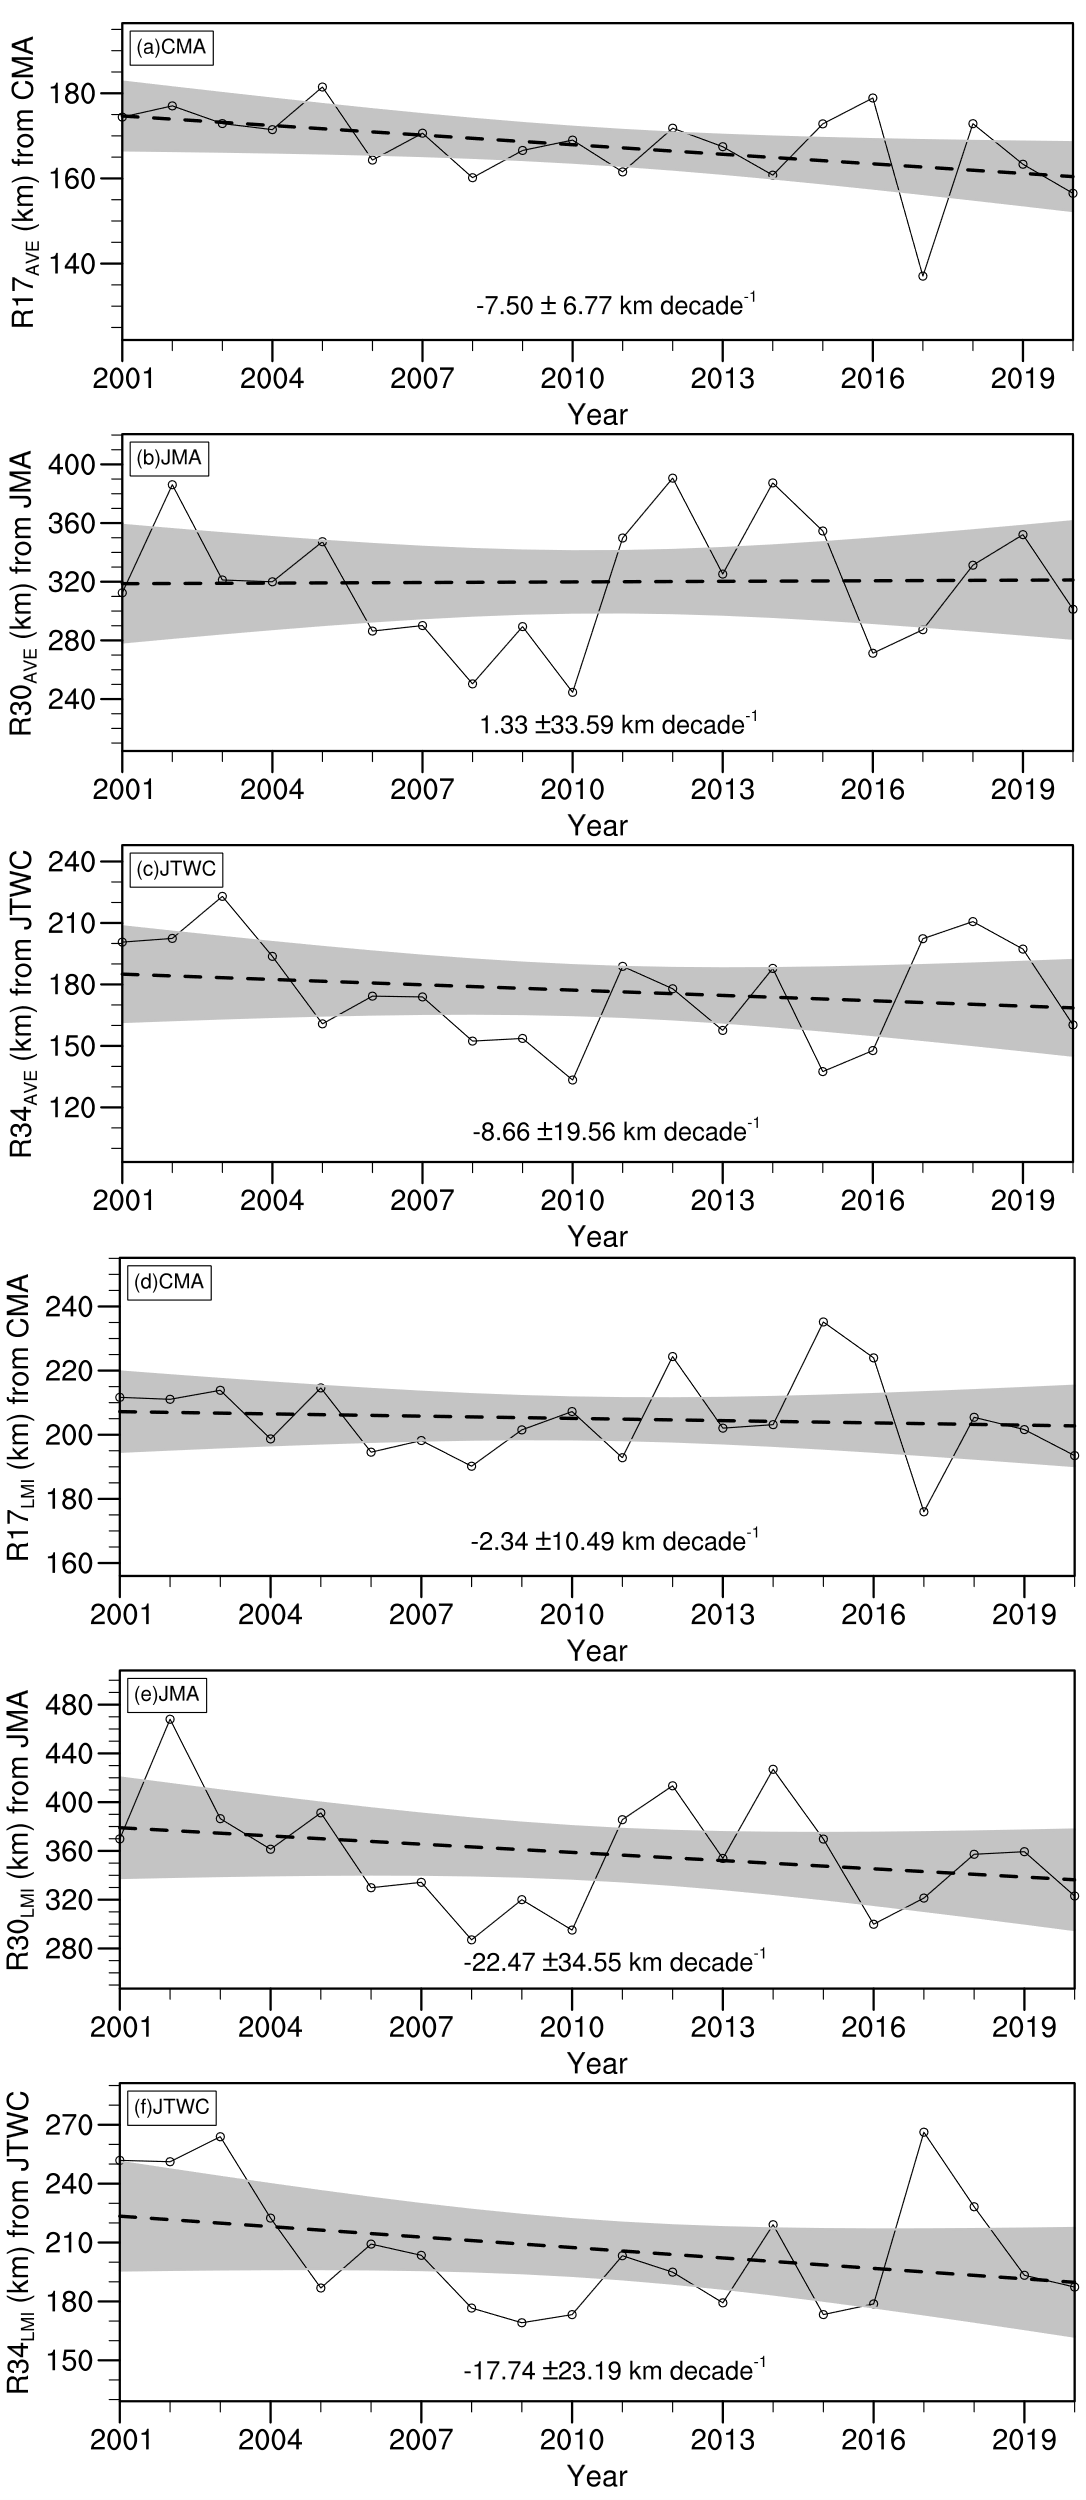 (a)CMA
R17AVE (km) from CMA
180
160
140
-7.50 ± 6.77 km decade-1
2001 2004 2007 2010 2013 2016 2019
Year
(b)JMA
R30AVE (km) from JMA
400
360
320
280
240
1.33 ±33.59 km decade-1
2001 2004 2007 2010 2013 2016 2019
Year
(c)JTWC
R34AVE (km) from JTWC
240
210
180
150
120
-8.66 ±19.56 km decade-1
2001 2004 2007 2010 2013 2016 2019
Year
(d)CMA
R17LMI (km) from CMA
240
220
200
180
160
-2.34 ±10.49 km decade-1
2001 2004 2007 2010 2013 2016 2019
Year
(e)JMA
R30LMI (km) from JMA
480
440
400
360
320
280
-22.47 ±34.55 km decade-1
2001 2004 2007 2010 2013 2016 2019
Year
(f)JTWC
R34LMI (km) from JTWC
270
240
210
180
150
-17.74 ±23.19 km decade-1
2001 2004 2007 2010 2013 2016 2019
Year